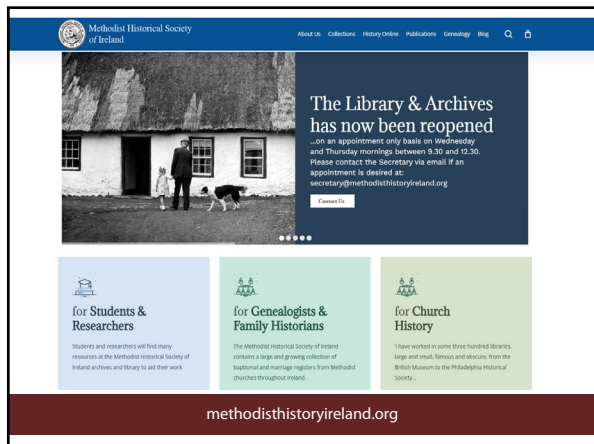 Methodist Historical Society
of Ireland
About Us Collections History Online Publications Genealogy Blog
The Library & Archives
has now been reopened
...on an appointment only basis on Wednesday
and Thursday mornings between 9.30 and 12.30.
Please contact the Secretary via email if an
appointment is desired at:
secretary@methodisthistoryireland.org
Contact Us
for Students &
Researchers
Students and researchers will find many
resources at the Methodist Historical Society of
Ireland archives and library to aid their work
for Genealogists &
Family Historians
The Methodist Historical Society of Ireland
contains a large and growing collection of
baptismal and marriage registers from Methodist
churches throughout Ireland.
for Church
History
'I have worked in some three hundred libraries,
large and small, famous and obscure, from the
British Museum to the Philadelphia Historical
Society...
methodisthistoryireland.org